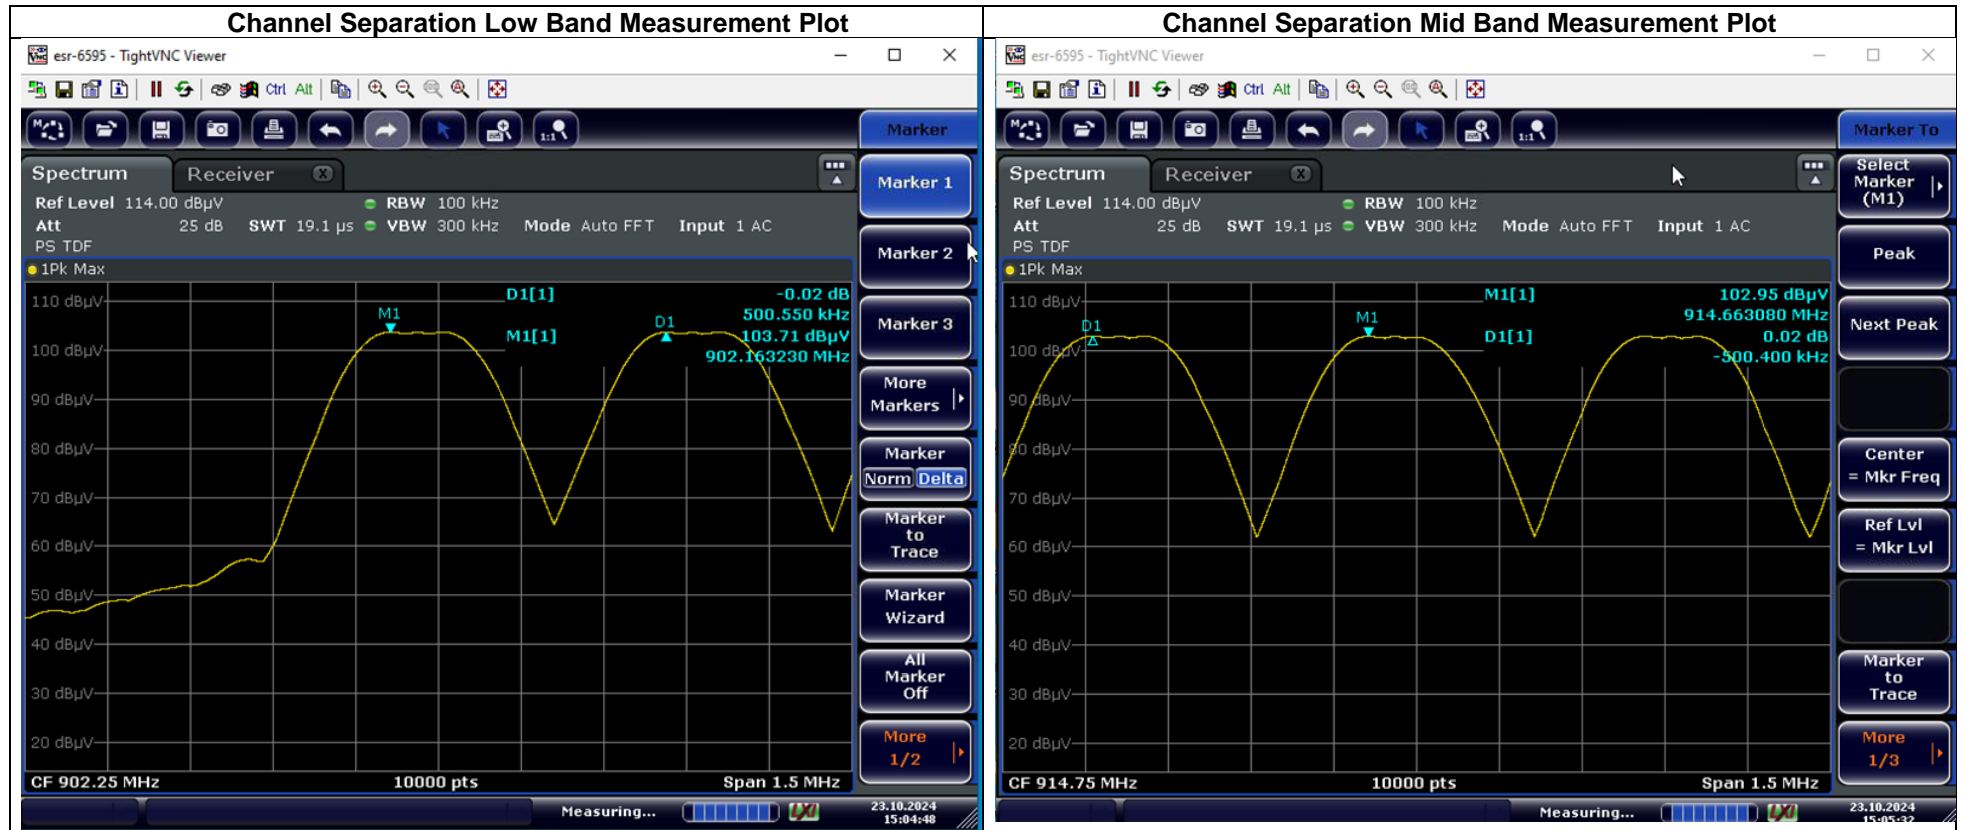 Channel Separation Low Band Measurement Plot
esr-6595 - TightVNC Viewer
Ctrl Alt
1:1
Marker
Spectrum
Receiver
Ref Level 114.00 dBµV
RBW 100 kHz
Att 25 dB SWT 19.1 µs VBW 300 kHz Mode Auto FFT Input 1 AC
PS TDF
1Pk Max
D1[1] -0.02 dB
500.550 kHz
M1[1] 103.71 dBµV
902.163230 MHz
M1
D1
110 dBµV
100 dBµV
90 dBµV
80 dBµV
70 dBµV
60 dBµV
50 dBµV
40 dBµV
30 dBµV
20 dBµV
CF 902.25 MHz 10000 pts Span 1.5 MHz
Marker 1
Marker 2
Marker 3
More
Markers
Marker
Norm Delta
Marker
to
Trace
Marker
Wizard
All
Marker
Off
More
1/2
Measuring...
LXI
23.10.2024
15:04:48
Channel Separation Mid Band Measurement Plot
esr-6595 - TightVNC Viewer
Ctrl Alt
1:1
Marker To
Spectrum
Receiver
Ref Level 114.00 dBµV
RBW 100 kHz
Att 25 dB SWT 19.1 µs VBW 300 kHz Mode Auto FFT Input 1 AC
PS TDF
1Pk Max
M1[1] 102.95 dBµV
914.663080 MHz
D1[1] 0.02 dB
-500.400 kHz
D1
M1
110 dBµV
100 dBµV
90 dBµV
80 dBµV
70 dBµV
60 dBµV
50 dBµV
40 dBµV
30 dBµV
20 dBµV
CF 914.75 MHz 10000 pts Span 1.5 MHz
Select
Marker
(M1)
Peak
Next Peak
Center
= Mkr Freq
Ref Lvl
= Mkr Lvl
Marker
to
Trace
More
1/3
Measuring...
LXI
23.10.2024
15:05:32